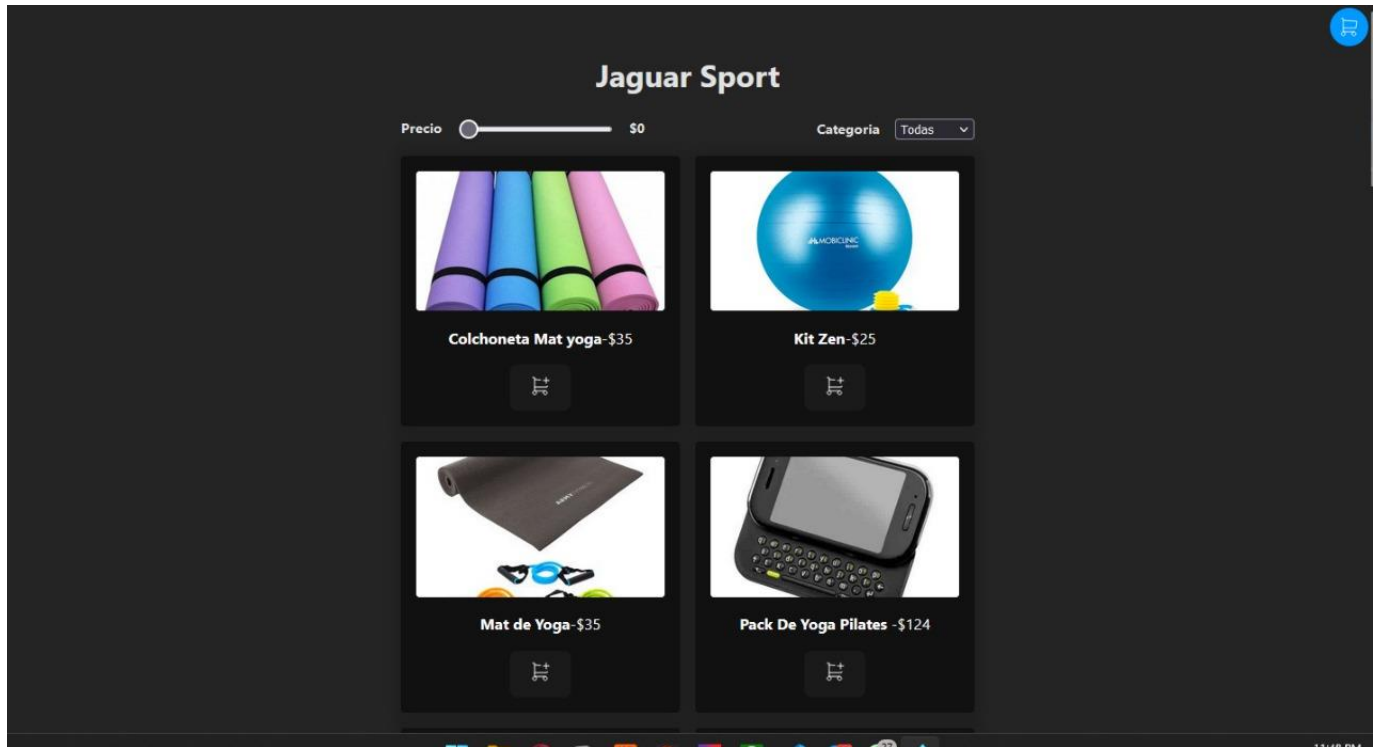 Jaguar Sport
Precio $0 Categoria Todas
MOBICLINIC
Colchoneta Mat yoga-$35
Kit Zen-$25
Mat de Yoga-$35
Pack De Yoga Pilates -$124